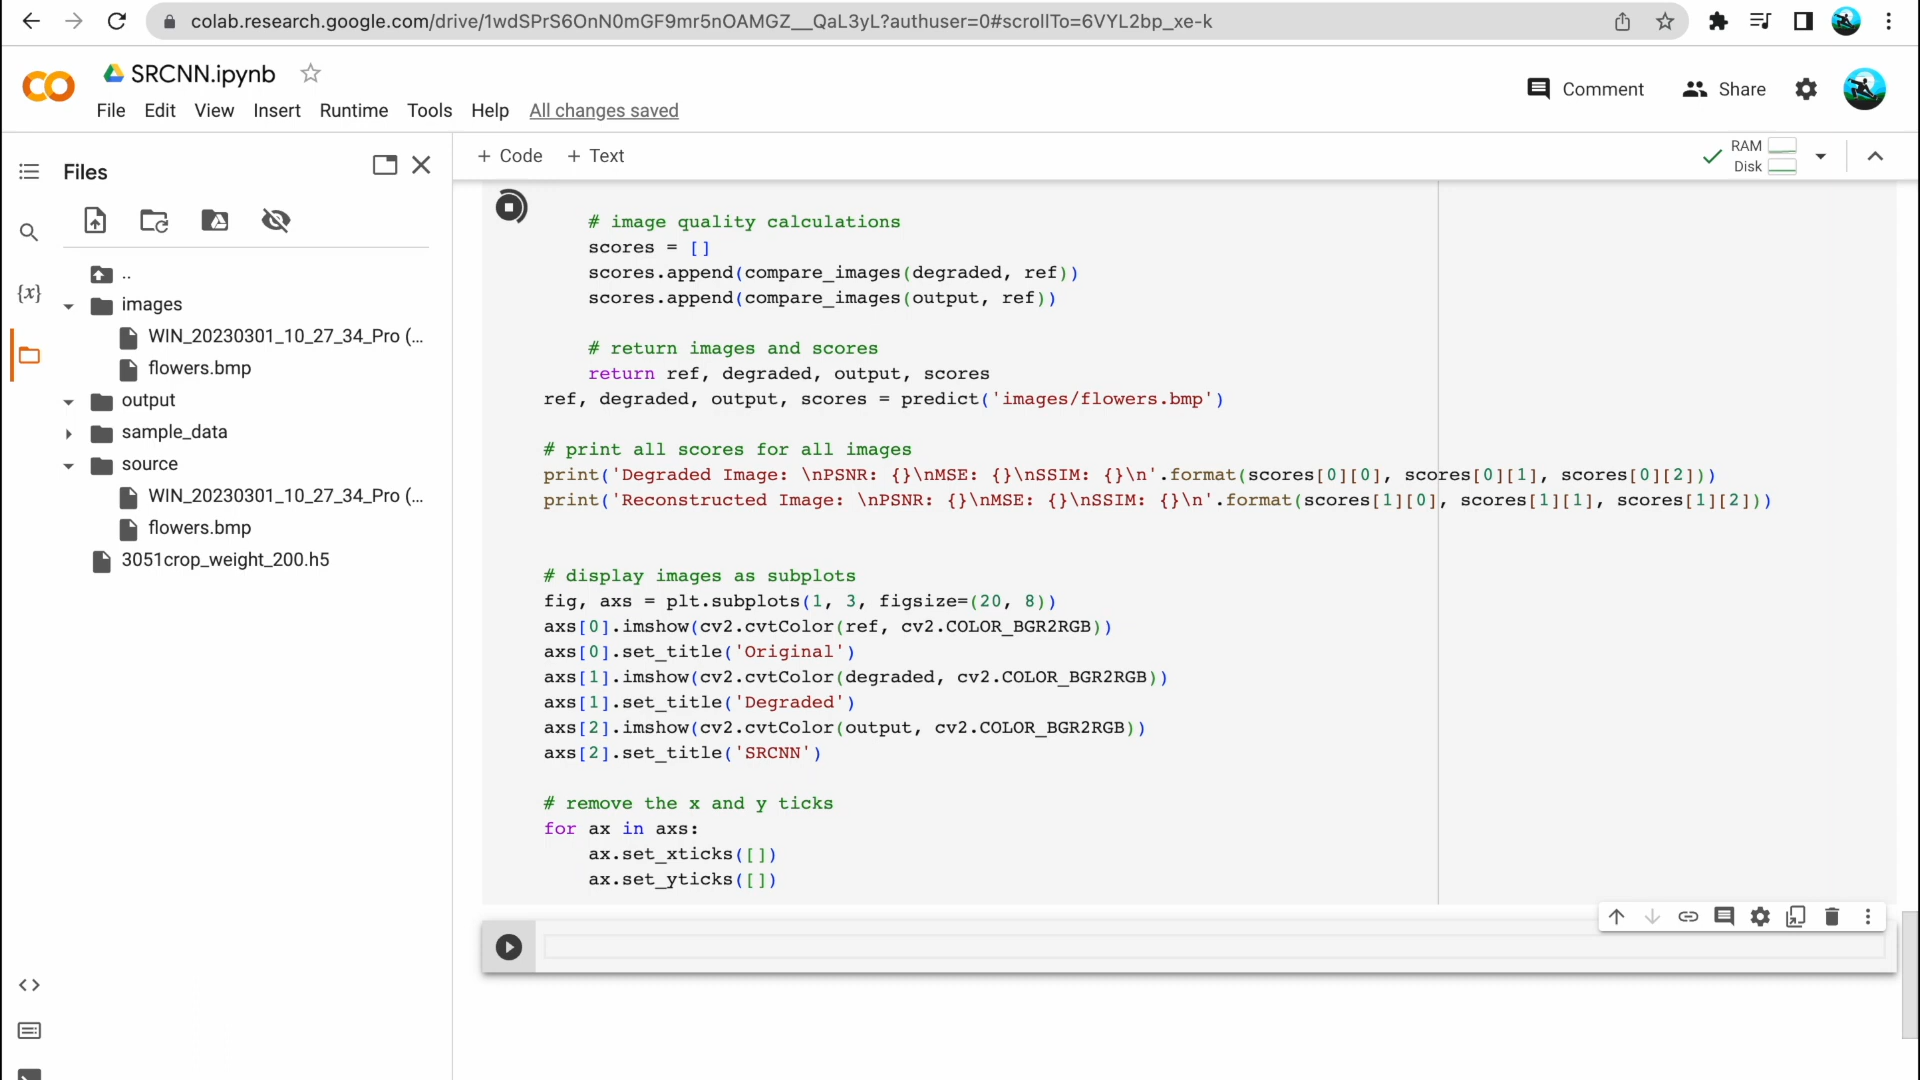 colab.research.google.com/drive/1wdSPrS6OnN0mGF9mr5nOAMGZ__QaL3yL?authuser=0#scrollTo=6VYL2bp_xe-k
SRCNN.ipynb
File Edit View Insert Runtime Tools Help All changes saved
Comment Share
Files
+ Code + Text
RAM
Disk
{x}
..
images
WIN_20230301_10_27_34_Pro (...
flowers.bmp
output
sample_data
source
WIN_20230301_10_27_34_Pro (...
flowers.bmp
3051crop_weight_200.h5
# image quality calculations
scores = []
scores.append(compare_images(degraded, ref))
scores.append(compare_images(output, ref))
# return images and scores
return ref, degraded, output, scores
ref, degraded, output, scores = predict('images/flowers.bmp')
# print all scores for all images
print('Degraded Image: \nPSNR: {}\nMSE: {}\nSSIM: {}\n'.format(scores[0][0], scores[0][1], scores[0][2]))
print('Reconstructed Image: \nPSNR: {}\nMSE: {}\nSSIM: {}\n'.format(scores[1][0], scores[1][1], scores[1][2]))
# display images as subplots
fig, axs = plt.subplots(1, 3, figsize=(20, 8))
axs[0].imshow(cv2.cvtColor(ref, cv2.COLOR_BGR2RGB))
axs[0].set_title('Original')
axs[1].imshow(cv2.cvtColor(degraded, cv2.COLOR_BGR2RGB))
axs[1].set_title('Degraded')
axs[2].imshow(cv2.cvtColor(output, cv2.COLOR_BGR2RGB))
axs[2].set_title('SRCNN')
# remove the x and y ticks
for ax in axs:
ax.set_xticks([])
ax.set_yticks([])